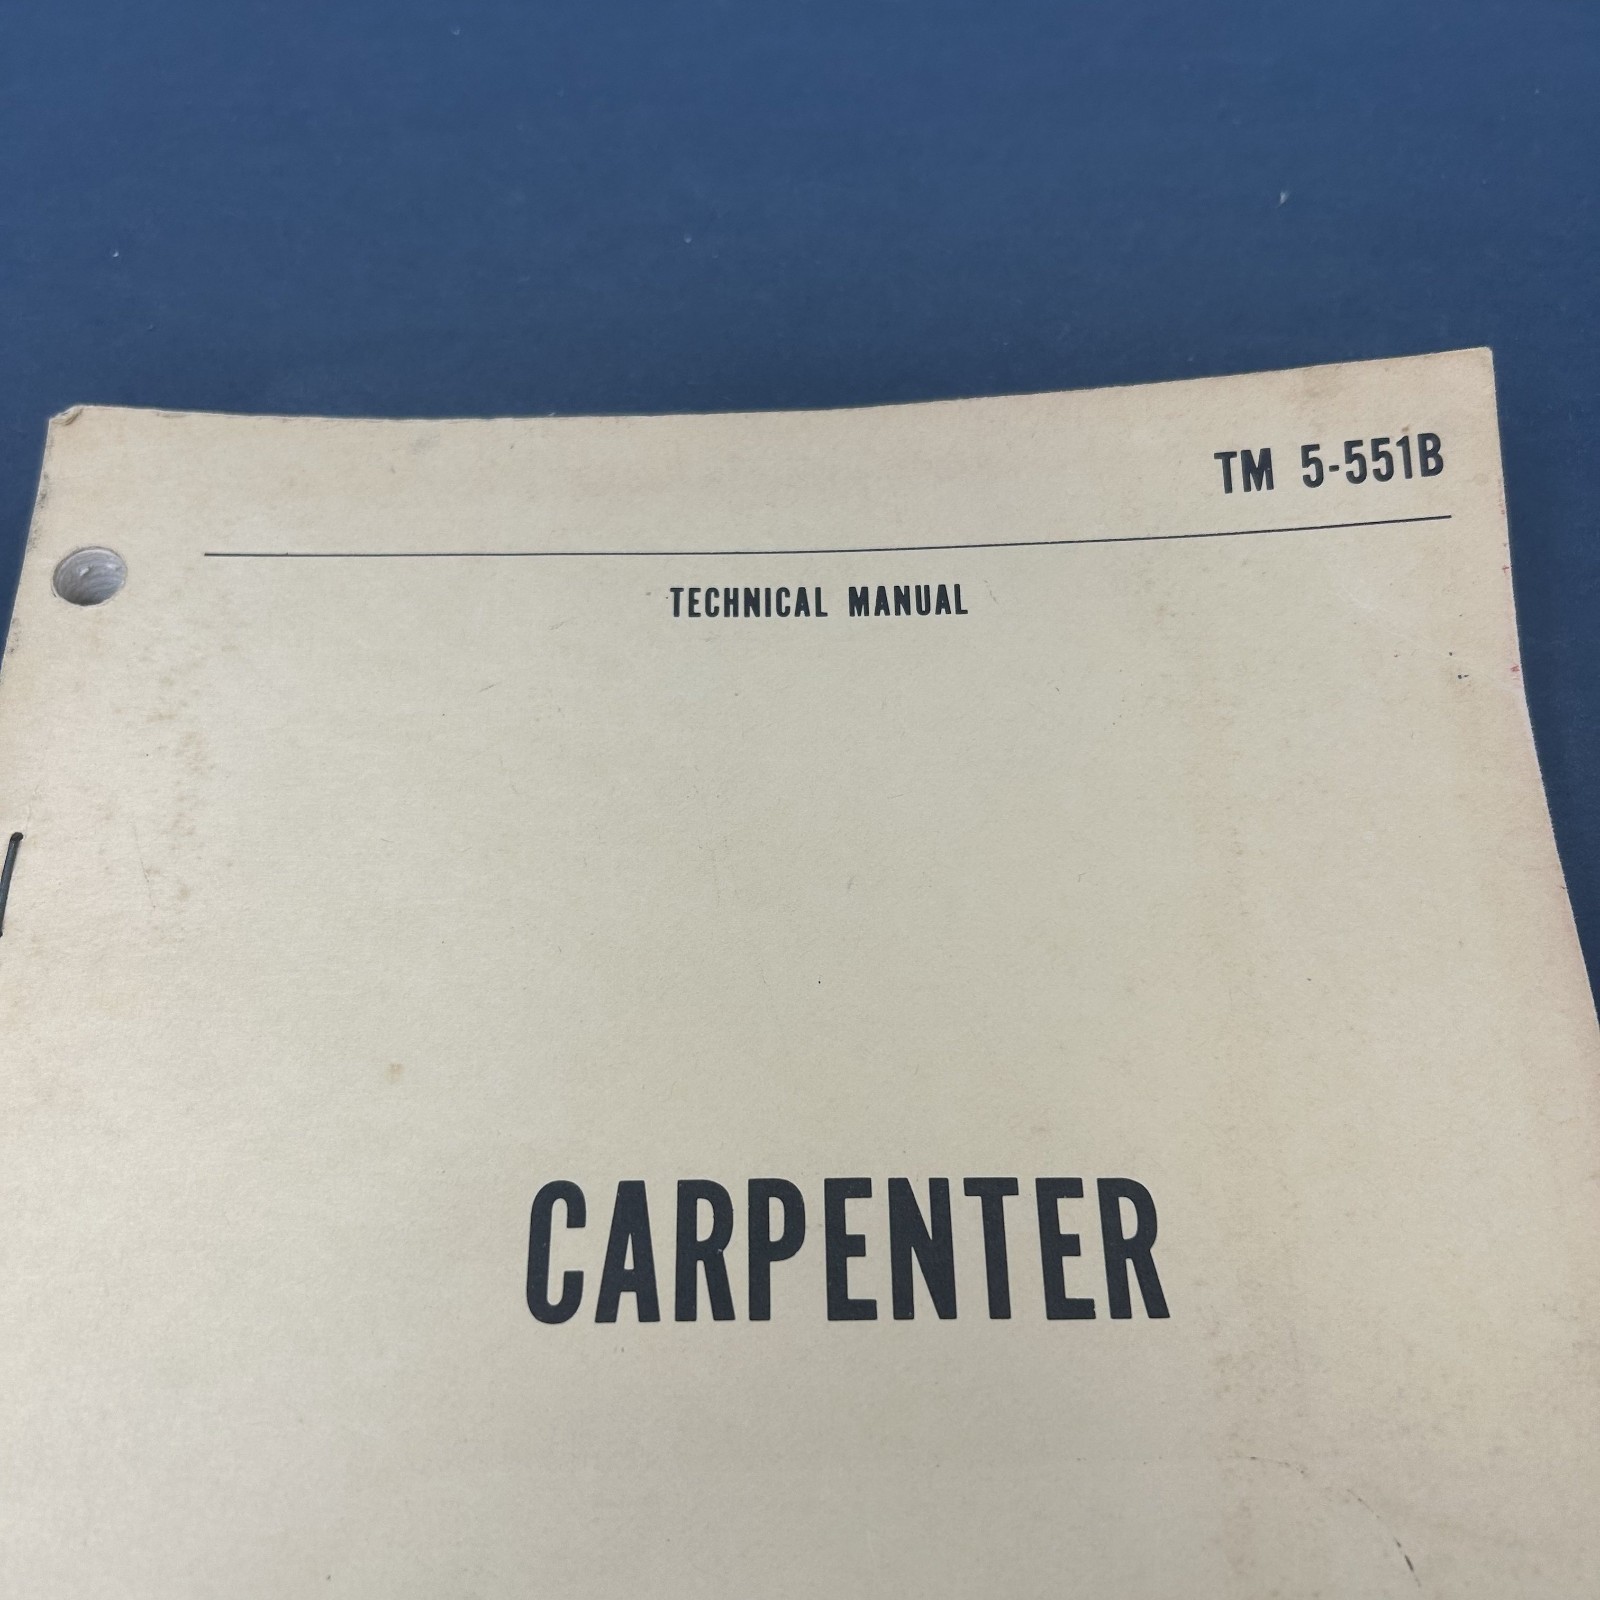 TM 5-551B
TECHNICAL MANUAL
CARPENTER